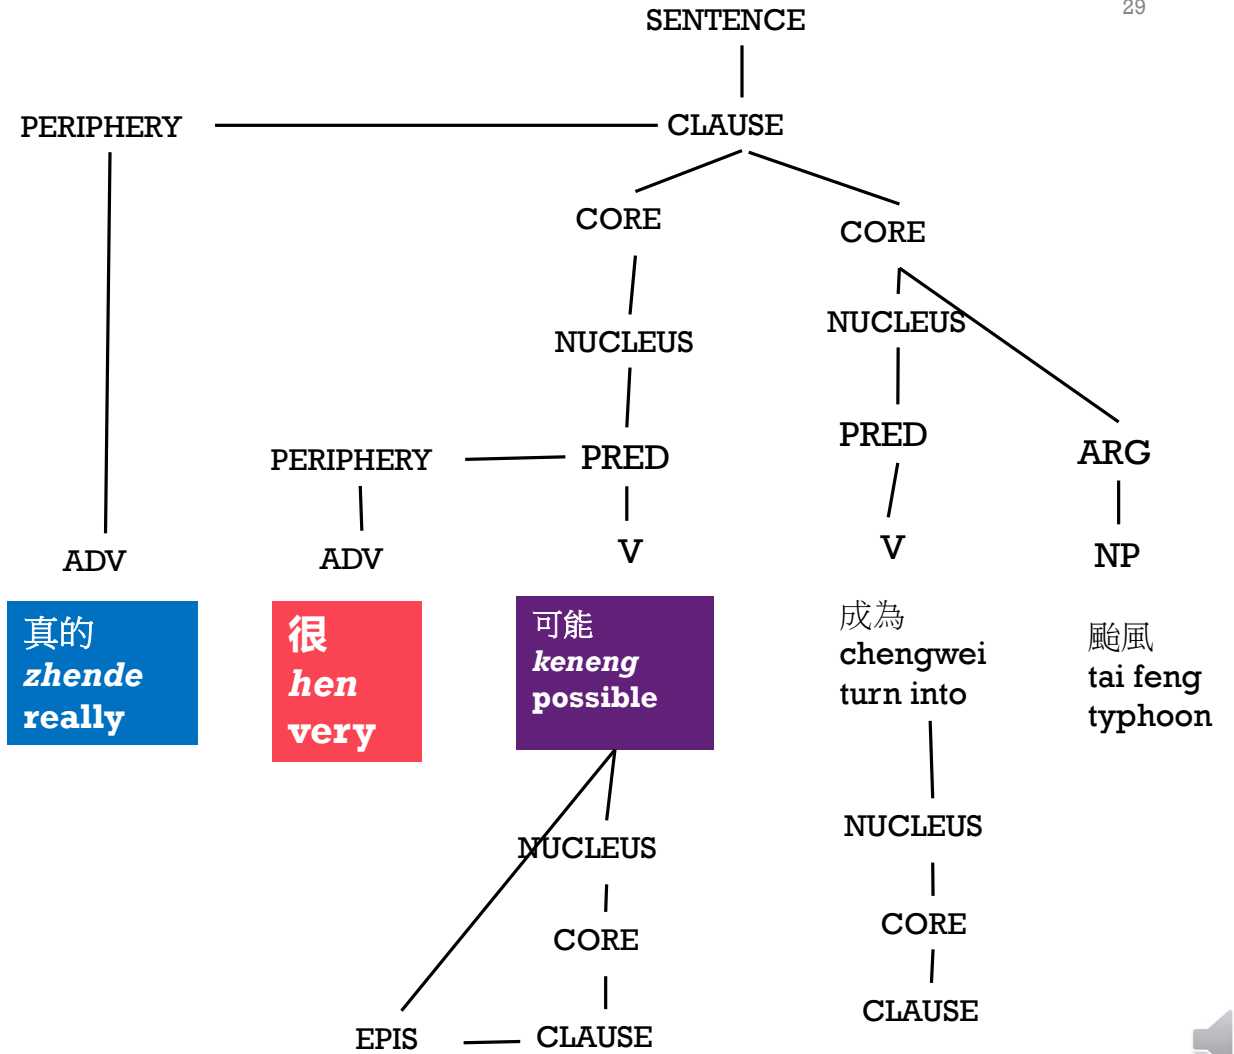 29
SENTENCE
PERIPHERY CLAUSE
CORE CORE
NUCLEUS NUCLEUS
PERIPHERY PRED PRED ARG
ADV ADV V V NP
真的
zhende
really
很
hen
very
可能
keneng
possible
成為
chengwei
turn into
颱風
tai feng
typhoon
NUCLEUS NUCLEUS
CORE CORE
EPIS CLAUSE CLAUSE